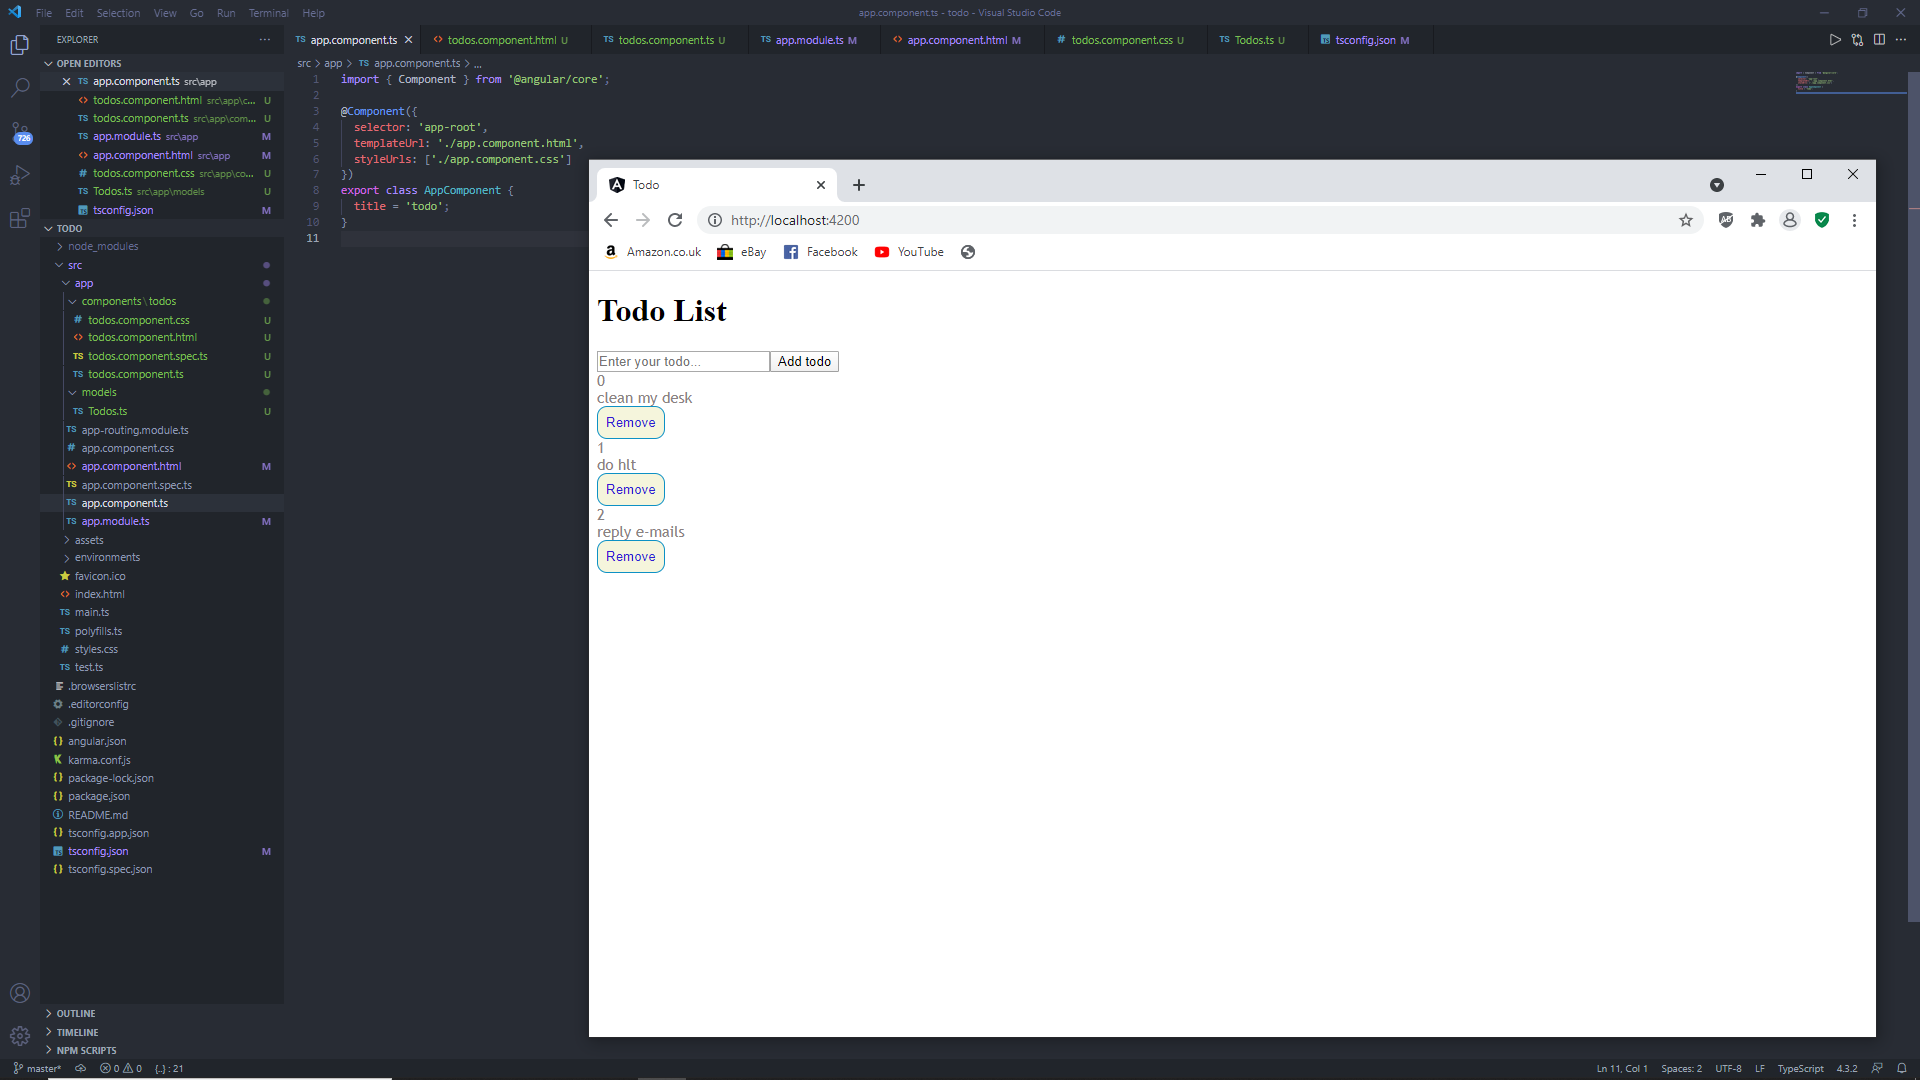 File Edit Selection View Go Run Terminal Help
app.component.ts - todo - Visual Studio Code
EXPLORER
OPEN EDITORS
TS app.component.ts src\app
<> todos.component.html src\app\c... U
TS todos.component.ts src\app\com... U
TS app.module.ts src\app M
<> app.component.html src\app M
# todos.component.css src\app\co... U
TS Todos.ts src\app\models U
tsconfig.json M
TODO
node_modules
src
app
components\todos
# todos.component.css U
<> todos.component.html U
TS todos.component.spec.ts U
TS todos.component.ts U
models
TS Todos.ts U
TS app-routing.module.ts
# app.component.css
<> app.component.html M
TS app.component.spec.ts
TS app.component.ts
TS app.module.ts M
assets
environments
favicon.ico
<> index.html
TS main.ts
TS polyfills.ts
# styles.css
TS test.ts
.browserslistrc
.editorconfig
.gitignore
{} angular.json
karma.conf.js
{} package-lock.json
{} package.json
README.md
{} tsconfig.app.json
tsconfig.json M
{} tsconfig.spec.json
OUTLINE
TIMELINE
NPM SCRIPTS
726
TS app.component.ts
<> todos.component.html U
TS todos.component.ts U
TS app.module.ts M
<> app.component.html M
# todos.component.css U
TS Todos.ts U
tsconfig.json M
src > app > TS app.component.ts > ...
1 import { Component } from '@angular/core';
2
3 @Component({
4 selector: 'app-root',
5 templateUrl: './app.component.html',
6 styleUrls: ['./app.component.css']
7 })
8 export class AppComponent {
9 title = 'todo';
10 }
11
Todo
http://localhost:4200
Amazon.co.uk eBay Facebook YouTube
Todo List
Enter your todo... Add todo
0
clean my desk
Remove
1
do hlt
Remove
2
reply e-mails
Remove
master* 0 0 {..} : 21
Ln 11, Col 1 Spaces: 2 UTF-8 LF TypeScript 4.3.2